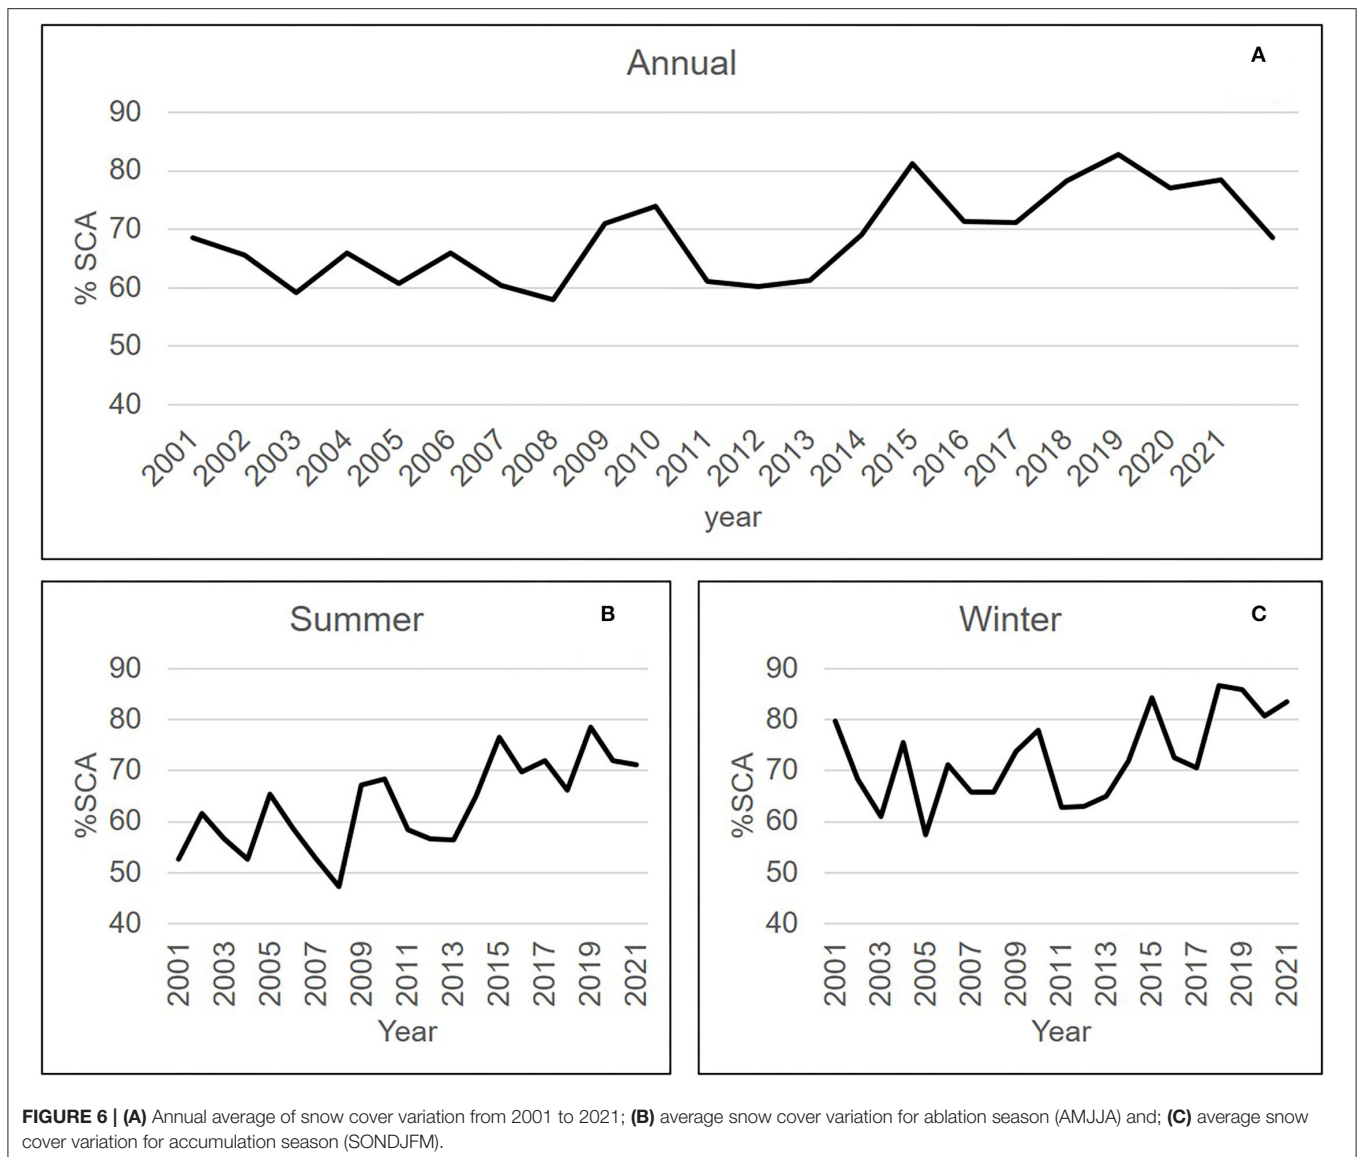 Annual
A
90
80
70
60
50
40
% SCA
2001 2002 2003 2004 2005 2006 2007 2008 2009 2010 2011 2012 2013 2014 2015 2016 2017 2018 2019 2020 2021
year
Summer
B
90
80
70
60
50
40
%SCA
2001 2003 2005 2007 2009 2011 2013 2015 2017 2019 2021
Year
Winter
C
90
80
70
60
50
40
%SCA
2001 2003 2005 2007 2009 2011 2013 2015 2017 2019 2021
Year
FIGURE 6 | (A) Annual average of snow cover variation from 2001 to 2021; (B) average snow cover variation for ablation season (AMJJA) and; (C) average snow
cover variation for accumulation season (SONDJFM).